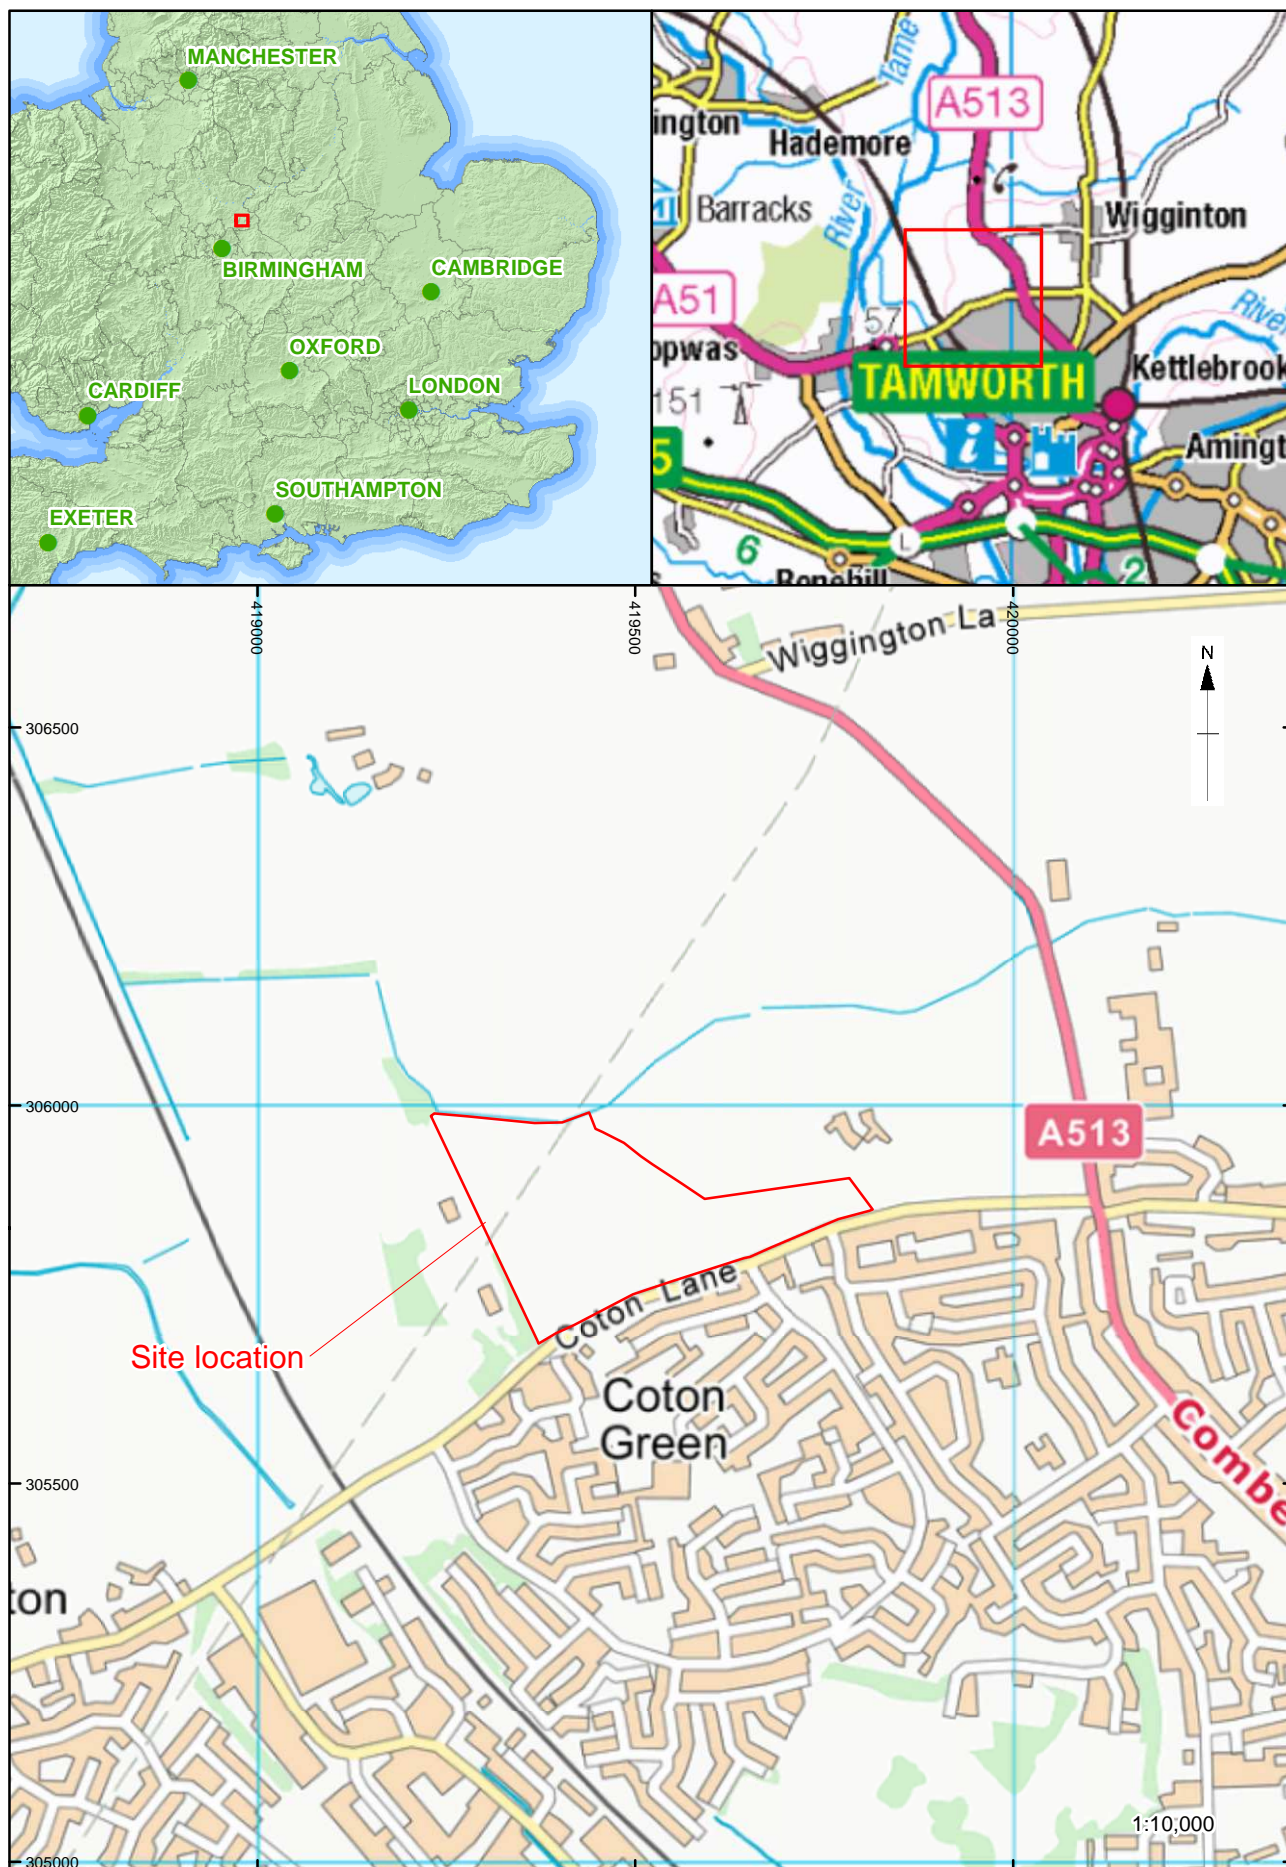 MANCHESTER
BIRMINGHAM
CAMBRIDGE
OXFORD
CARDIFF
LONDON
SOUTHAMPTON
EXETER
Tame
A513
ington
Hademore
River
Barracks
Wigginton
A51
57
River
opwas
Kettlebrook
TAMWORTH
151
i
Amingt
5
L
6
2
Bonehill
419000
419500
420000
Wiggington La
N
306500
306000
A513
Coton Lane
Site location
Coton
Green
Combe
305500
ton
1:10,000
305000